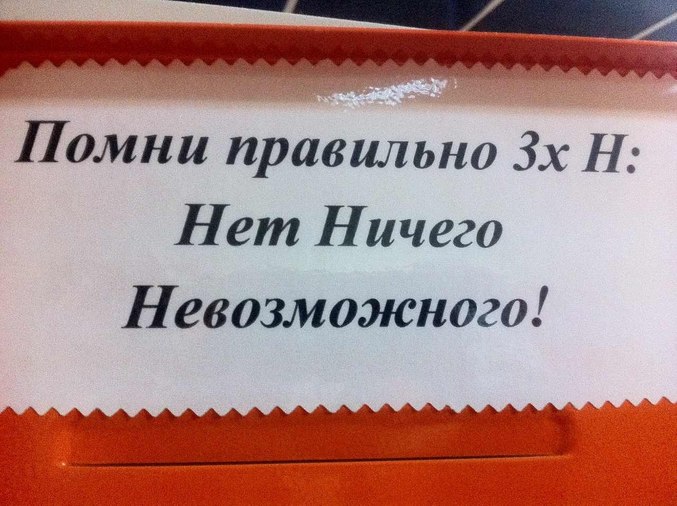 Помни правильно 3х Н:
Нет Ничего
Невозможного!